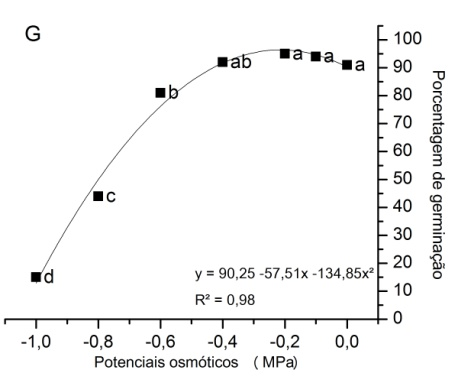 G
100
90
80
70
60
50
40
30
20
10
0
Porcentagem de germinação
a
a
a
ab
b
c
d
y = 90,25 -57,51x -134,85x²
R² = 0,98
-1,0 -0,8 -0,6 -0,4 -0,2 0,0
Potenciais osmóticos ( MPa)